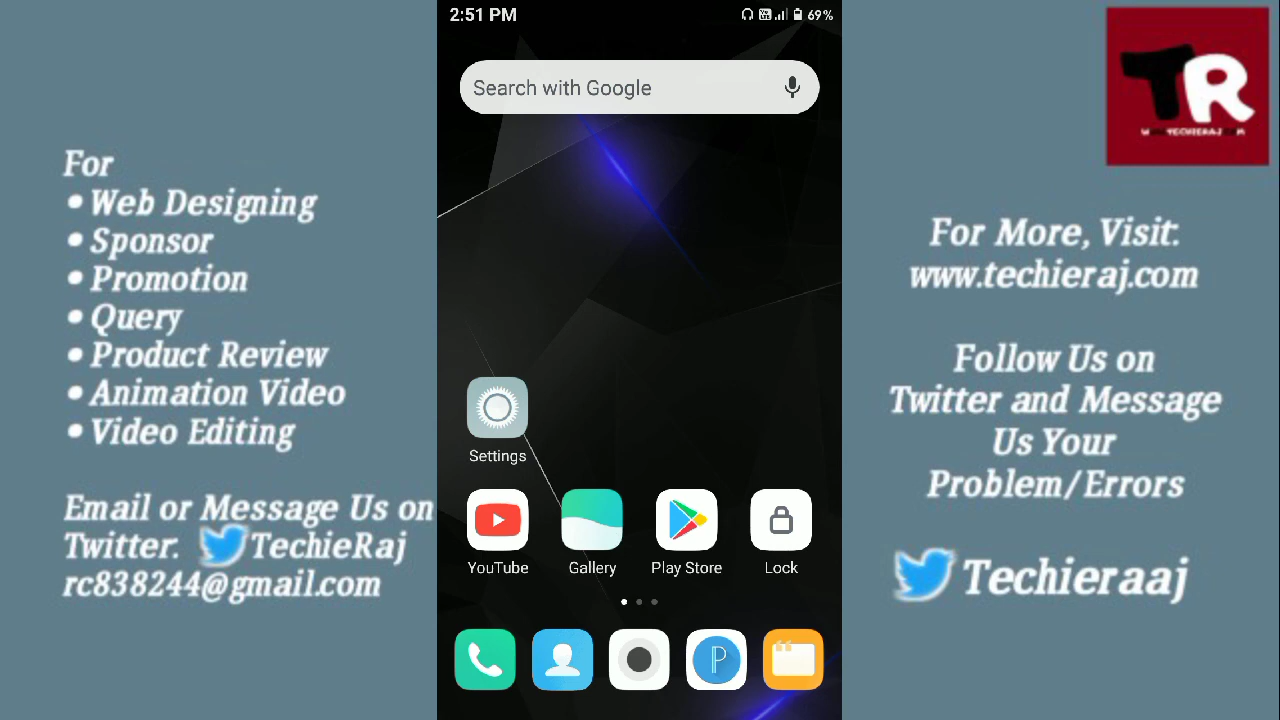 2:51 PM
69%
Search with Google
Settings
YouTube
Gallery
Play Store
Lock
For
• Web Designing
• Sponsor
• Promotion
• Query
• Product Review
• Animation Video
• Video Editing
Email or Message Us on
Twitter. TechieRaj
rc838244@gmail.com
TR
For More, Visit:
www.techieraj.com
Follow Us on
Twitter and Message
Us Your
Problem/Errors
Techieraaj